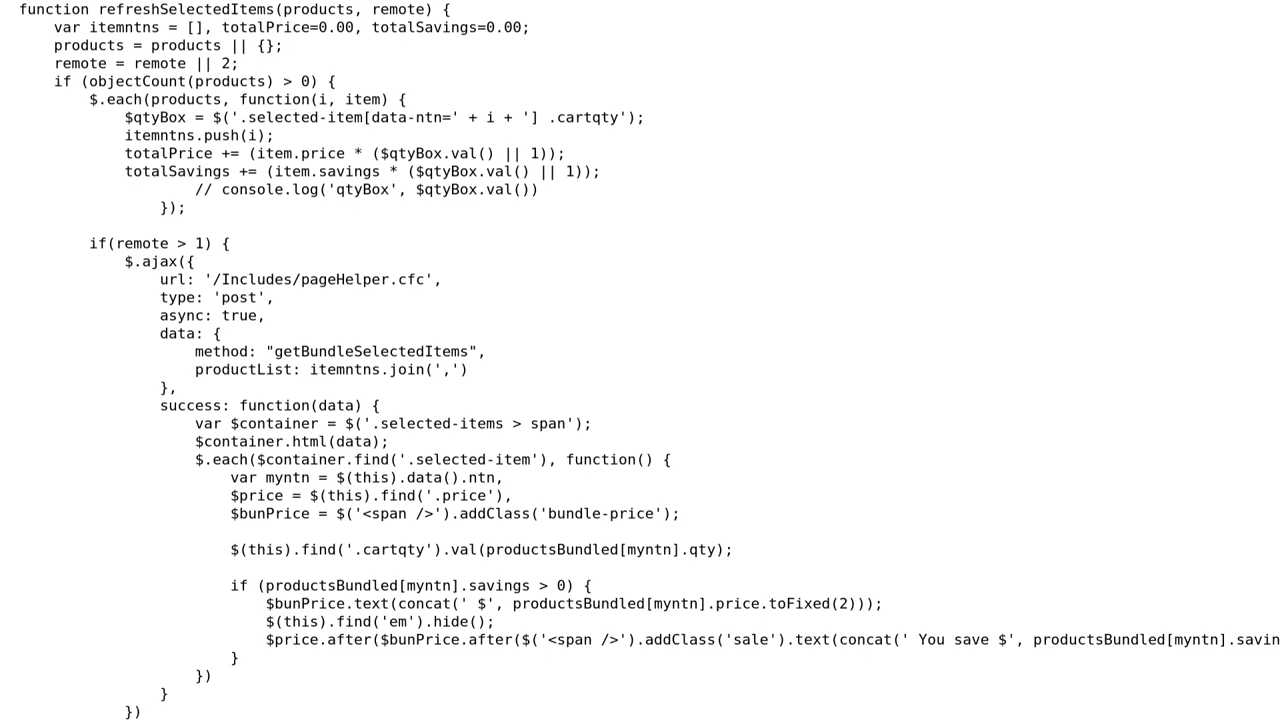 function refreshSelectedItems(products, remote) {
    var itemntns = [], totalPrice=0.00, totalSavings=0.00;
    products = products || {};
    remote = remote || 2;
    if (objectCount(products) > 0) {
        $.each(products, function(i, item) {
            $qtyBox = $('.selected-item[data-ntn=' + i + '] .cartqty');
            itemntns.push(i);
            totalPrice += (item.price * ($qtyBox.val() || 1));
            totalSavings += (item.savings * ($qtyBox.val() || 1));
                    // console.log('qtyBox', $qtyBox.val())
                });

        if(remote > 1) {
            $.ajax({
                url: '/Includes/pageHelper.cfc',
                type: 'post',
                async: true,
                data: {
                    method: "getBundleSelectedItems",
                    productList: itemntns.join(',')
                },
                success: function(data) {
                    var $container = $('.selected-items > span');
                    $container.html(data);
                    $.each($container.find('.selected-item'), function() {
                        var myntn = $(this).data().ntn,
                        $price = $(this).find('.price'),
                        $bunPrice = $('<span />').addClass('bundle-price');

                        $(this).find('.cartqty').val(productsBundled[myntn].qty);

                        if (productsBundled[myntn].savings > 0) {
                            $bunPrice.text(concat(' $', productsBundled[myntn].price.toFixed(2)));
                            $(this).find('em').hide();
                            $price.after($bunPrice.after($('<span />').addClass('sale').text(concat(' You save $', productsBundled[myntn].savin
                        }
                    })
                }
            })